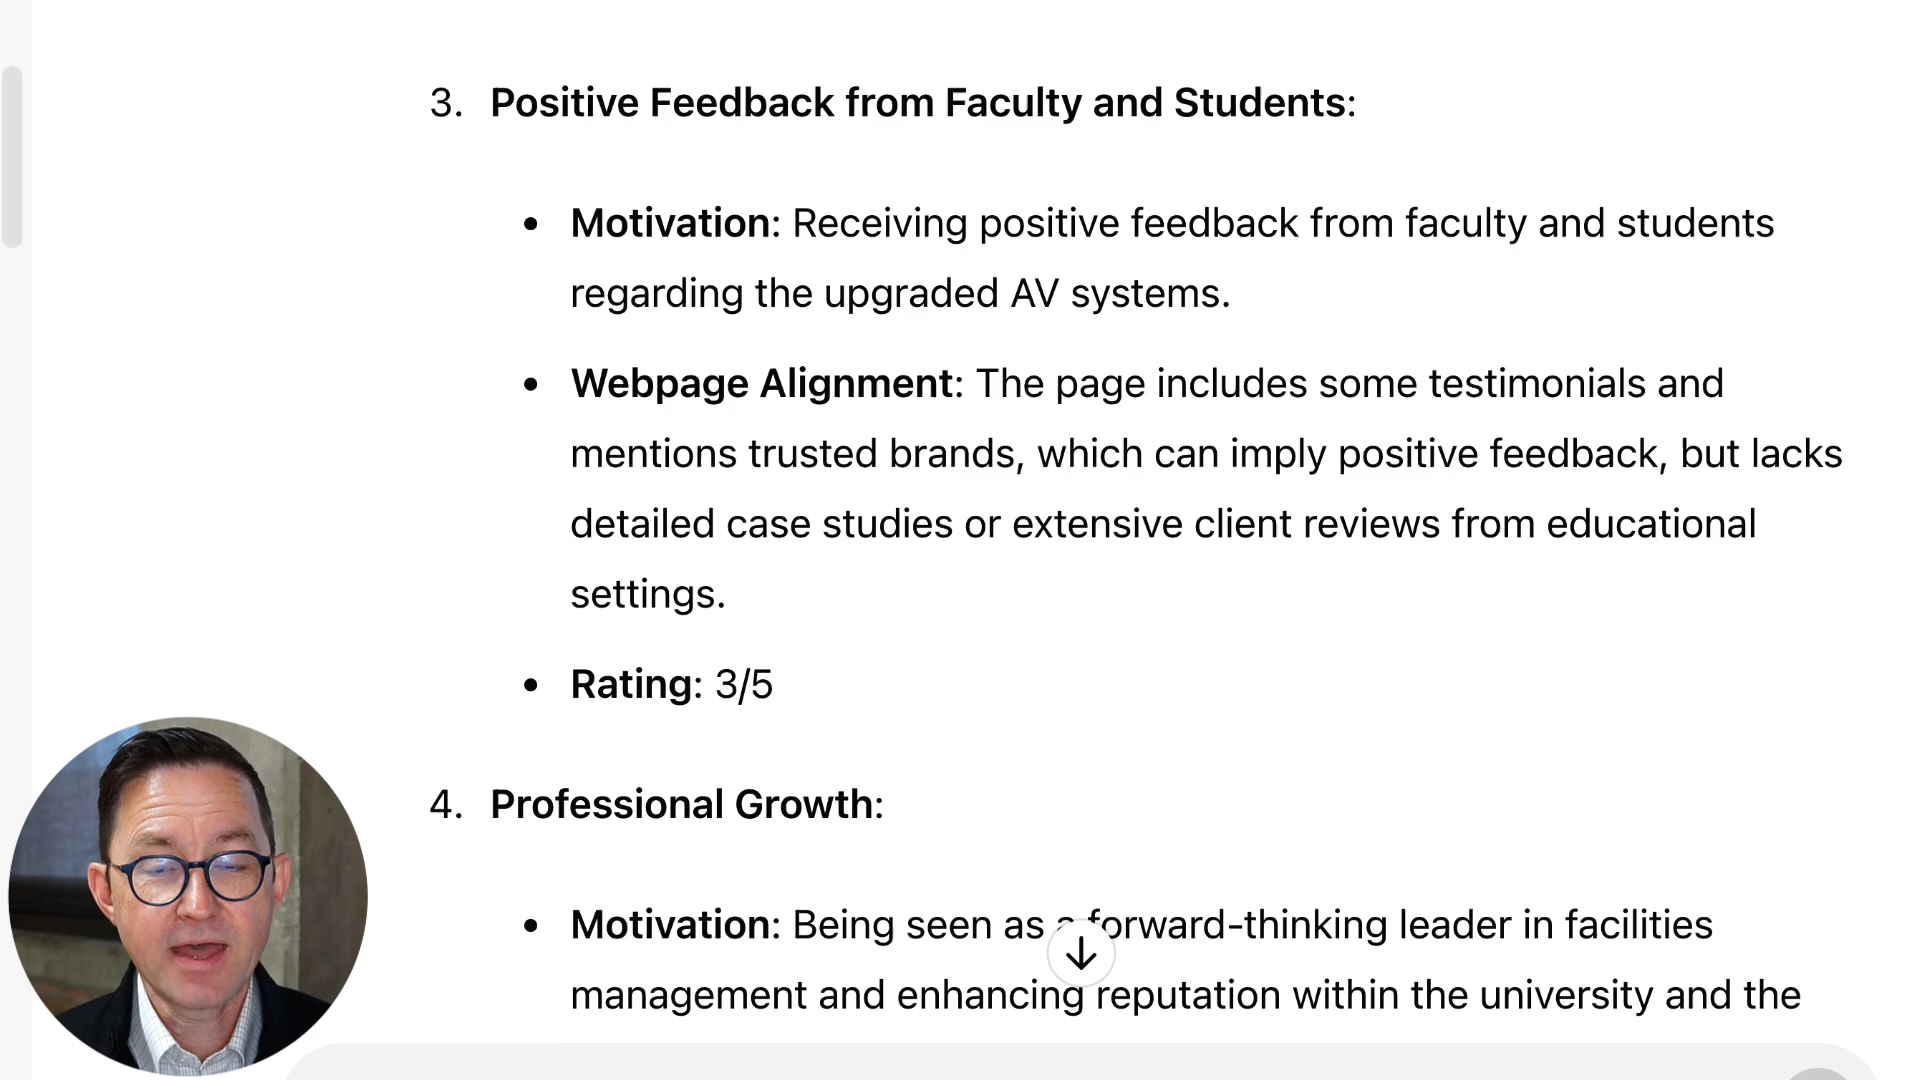 3. Positive Feedback from Faculty and Students:
• Motivation: Receiving positive feedback from faculty and students
regarding the upgraded AV systems.
• Webpage Alignment: The page includes some testimonials and
mentions trusted brands, which can imply positive feedback, but lacks
detailed case studies or extensive client reviews from educational
settings.
• Rating: 3/5
4. Professional Growth:
• Motivation: Being seen as a forward-thinking leader in facilities
management and enhancing reputation within the university and the